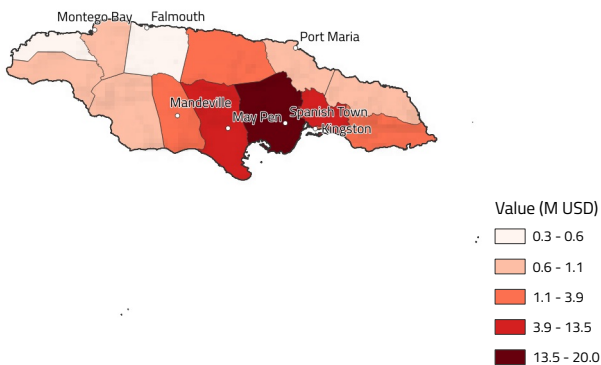 Montego Bay
Falmouth
Port Maria
Mandeville
May Pen
Spanish Town
Kingston
Value (M USD)
0.3 - 0.6
0.6 - 1.1
1.1 - 3.9
3.9 - 13.5
13.5 - 20.0